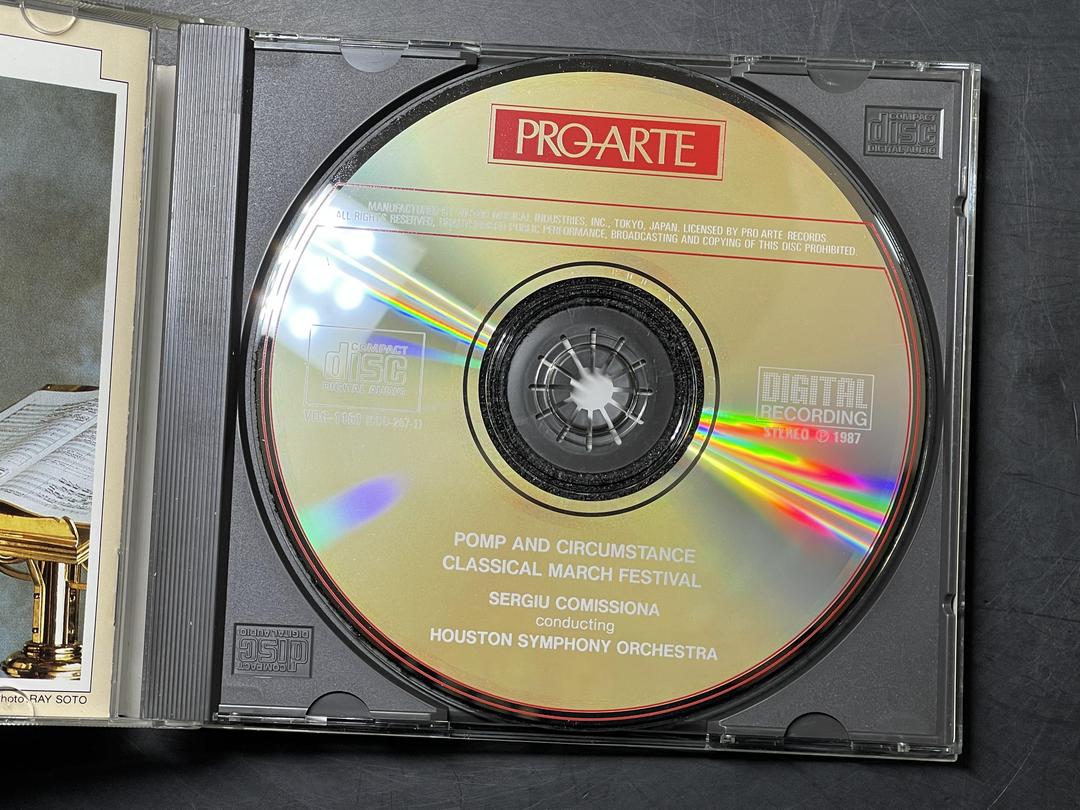 PRO-ARTE
MANUFACTURED BY MUSICAL INDUSTRIES, INC., TOKYO, JAPAN. LICENSED BY PRO ARTE RECORDS
ALL RIGHTS RESERVED, UNAUTHORISED PUBLIC PERFORMANCE, BROADCASTING AND COPYING OF THIS DISC PROHIBITED.
COMPACT
disc
DIGITAL AUDIO
COMPACT
disc
DIGITAL AUDIO
DIGITAL
RECORDING
STEREO Ⓟ 1987
POMP AND CIRCUMSTANCE
CLASSICAL MARCH FESTIVAL
SERGIU COMISSIONA
conducting
HOUSTON SYMPHONY ORCHESTRA
COMPACT
disc
DIGITAL AUDIO
photo: RAY SOTO